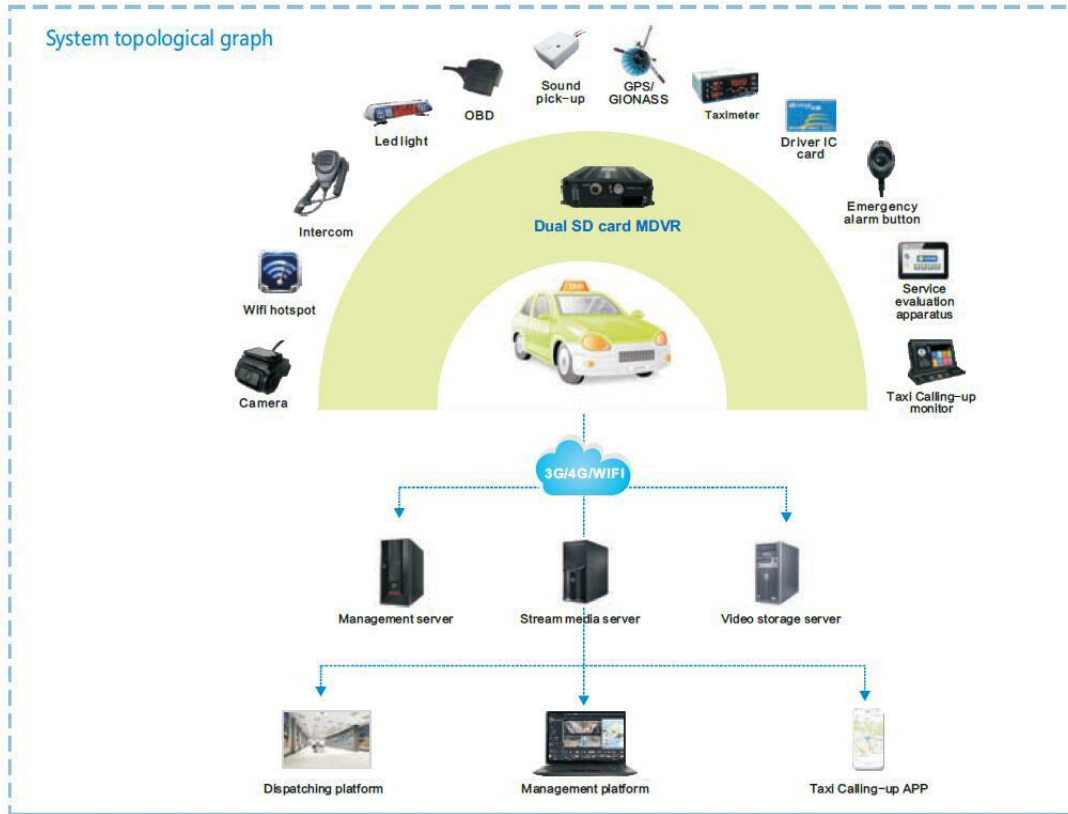 System topological graph
Sound
pick-up
GPS/
GIONASS
OBD
Taximeter
Led light
Driver IC
card
Intercom
Dual SD card MDVR
Emergency
alarm button
Wifi hotspot
TAXI
Service
evaluation
apparatus
Camera
Taxi Calling-up
monitor
3G/4G/WIFI
Management server
Stream media server
Video storage server
Dispatching platform
Management platform
Taxi Calling-up APP